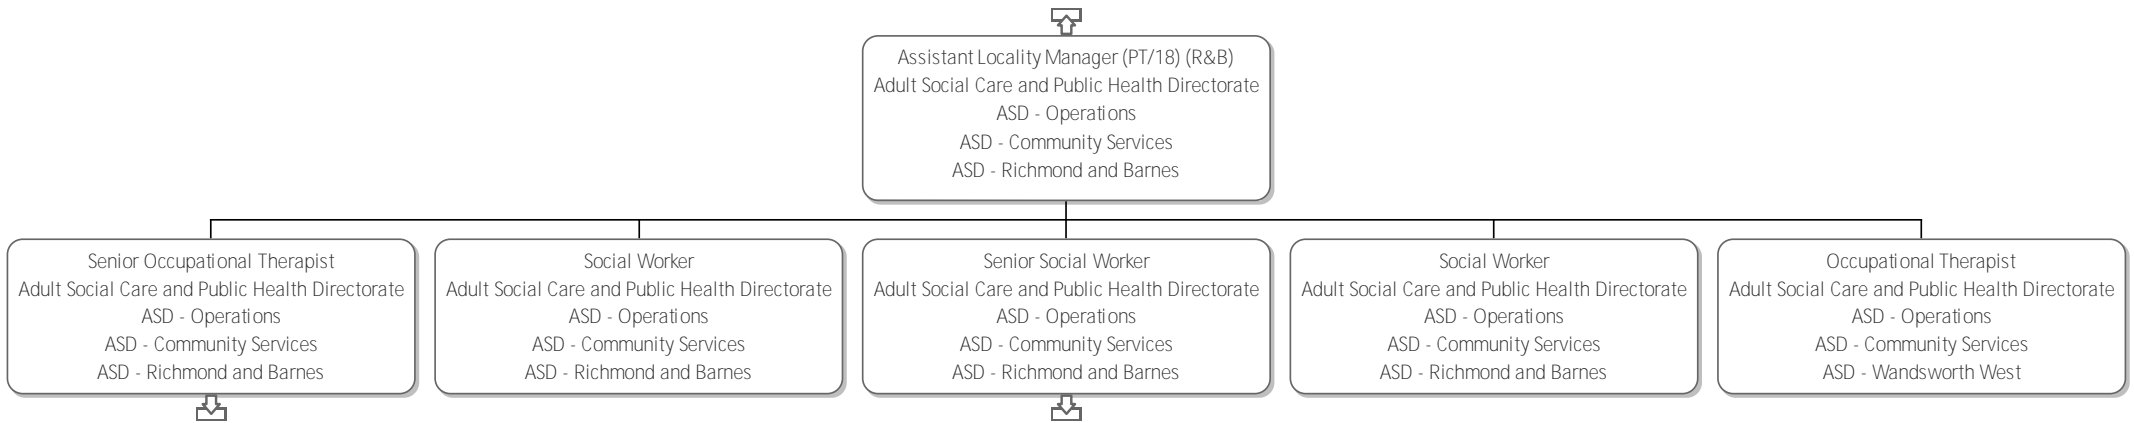 Assistant Locality Manager (PT/18) (R&B)
Adult Social Care and Public Health Directorate
ASD - Operations
ASD - Community Services
ASD - Richmond and Barnes
Senior Occupational Therapist
Adult Social Care and Public Health Directorate
ASD - Operations
ASD - Community Services
ASD - Richmond and Barnes
Social Worker
Adult Social Care and Public Health Directorate
ASD - Operations
ASD - Community Services
ASD - Richmond and Barnes
Senior Social Worker
Adult Social Care and Public Health Directorate
ASD - Operations
ASD - Community Services
ASD - Richmond and Barnes
Social Worker
Adult Social Care and Public Health Directorate
ASD - Operations
ASD - Community Services
ASD - Richmond and Barnes
Occupational Therapist
Adult Social Care and Public Health Directorate
ASD - Operations
ASD - Community Services
ASD - Wandsworth West